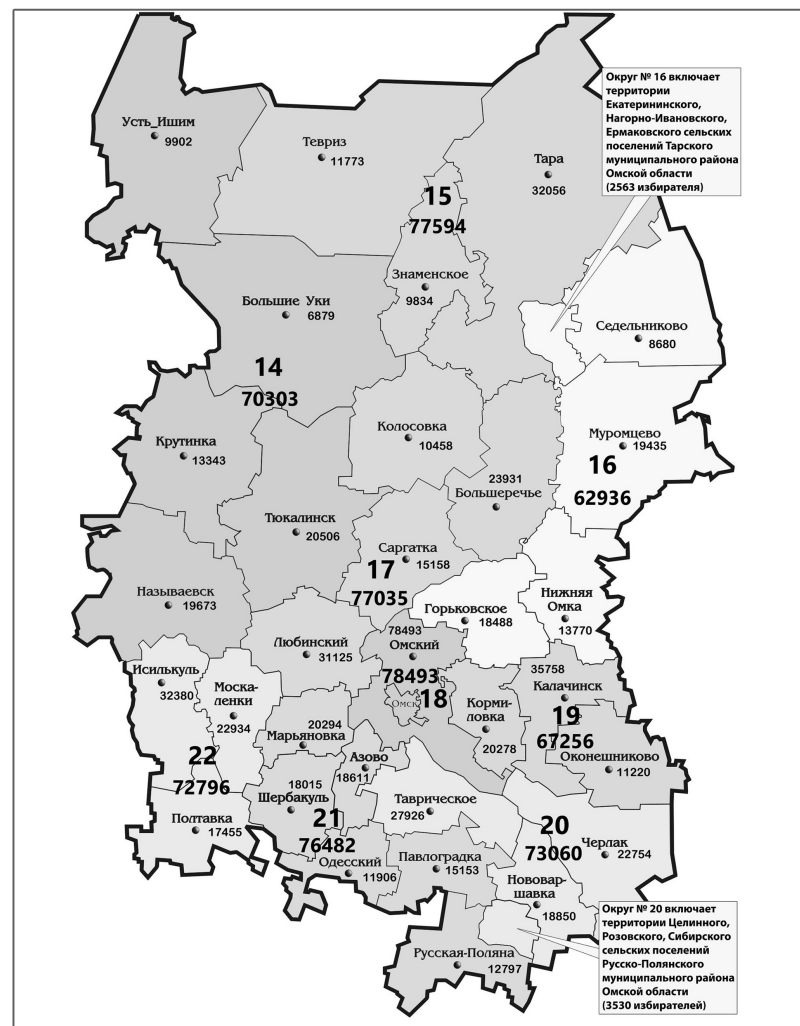 Округ № 16 включает
территории
Екатерининского,
Нагорно-Ивановского,
Ермаковского сельских
поселений Тарского
муниципального района
Омской области
(2563 избирателя)
Усть_Ишим
9902
Тевриз
11773
Тара
32056
15
77594
Знаменское
9834
Большие Уки
6879
Седельниково
8680
14
70303
Колосовка
10458
Крутинка
13343
Муромцево
19435
16
62936
23931
Большеречье
Тюкалинск
20506
Саргатка
15158
17
77035
Называевск
19673
Горьковское
18488
Нижняя
Омка
13770
Любинский
31125
78493
Омский
78493
18
Омск
Исилькуль
32380
Моска-
ленки
22934
35758
Калачинск
19
67256
Корми-
ловка
20278
20294
Марьяновка
Оконешниково
11220
22
72796
Азово
18611
18015
Шербакуль
Таврическое
27926
Полтавка
17455
21
76482
20
73060
Черлак
22754
Одесский
11906
Павлоградка
15153
Нововар-
шавка
18850
Русская-Поляна
12797
Округ № 20 включает
территории Целинного,
Розовского, Сибирского
сельских поселений
Русско-Полянского
муниципального района
Омской области
(3530 избирателей)